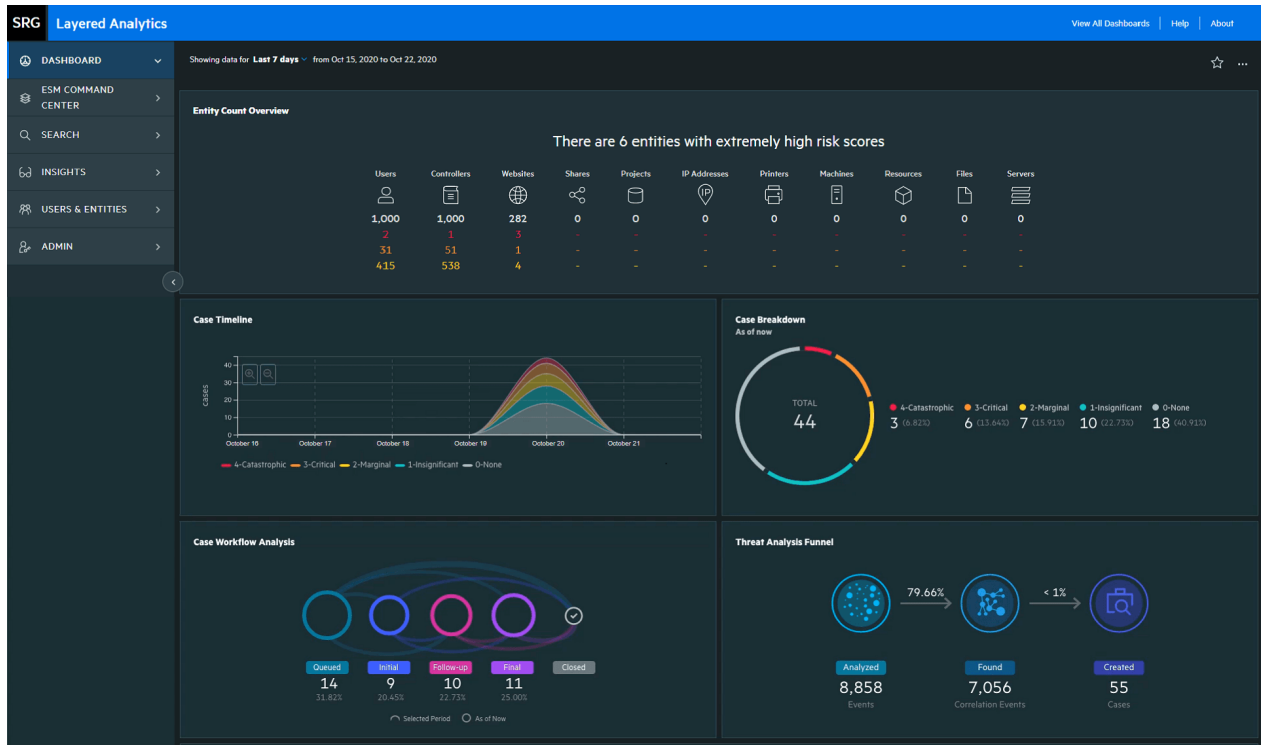 SRG Layered Analytics
View All Dashboards | Help | About
DASHBOARD
ESM COMMAND
CENTER
SEARCH
INSIGHTS
USERS & ENTITIES
ADMIN
Showing data for Last 7 days from Oct 15, 2020 to Oct 22, 2020
Entity Count Overview
There are 6 entities with extremely high risk scores
Users Controllers Websites Shares Projects IP Addresses Printers Machines Resources Files Servers
IP
1,000 1,000 282 0 0 0 0 0 0 0 0
2 1 3 - - - - - - - -
31 51 1 - - - - - - - -
415 538 4 - - - - - - - -
Case Timeline
cases
40
30
20
10
0
October 16 October 17 October 18 October 19 October 20 October 21
4-Catastrophic 3-Critical 2-Marginal 1-Insignificant 0-None
Case Breakdown
As of now
TOTAL
44
4-Catastrophic 3-Critical 2-Marginal 1-Insignificant 0-None
3 (6.82%) 6 (13.64%) 7 (15.91%) 10 (22.73%) 18 (40.91%)
Case Workflow Analysis
Queued Initial Follow-up Final Closed
14 9 10 11
31.82% 20.45% 22.73% 25.00%
Selected Period As of Now
Threat Analysis Funnel
79.66% < 1%
Analyzed Found Created
8,858 7,056 55
Events Correlation Events Cases